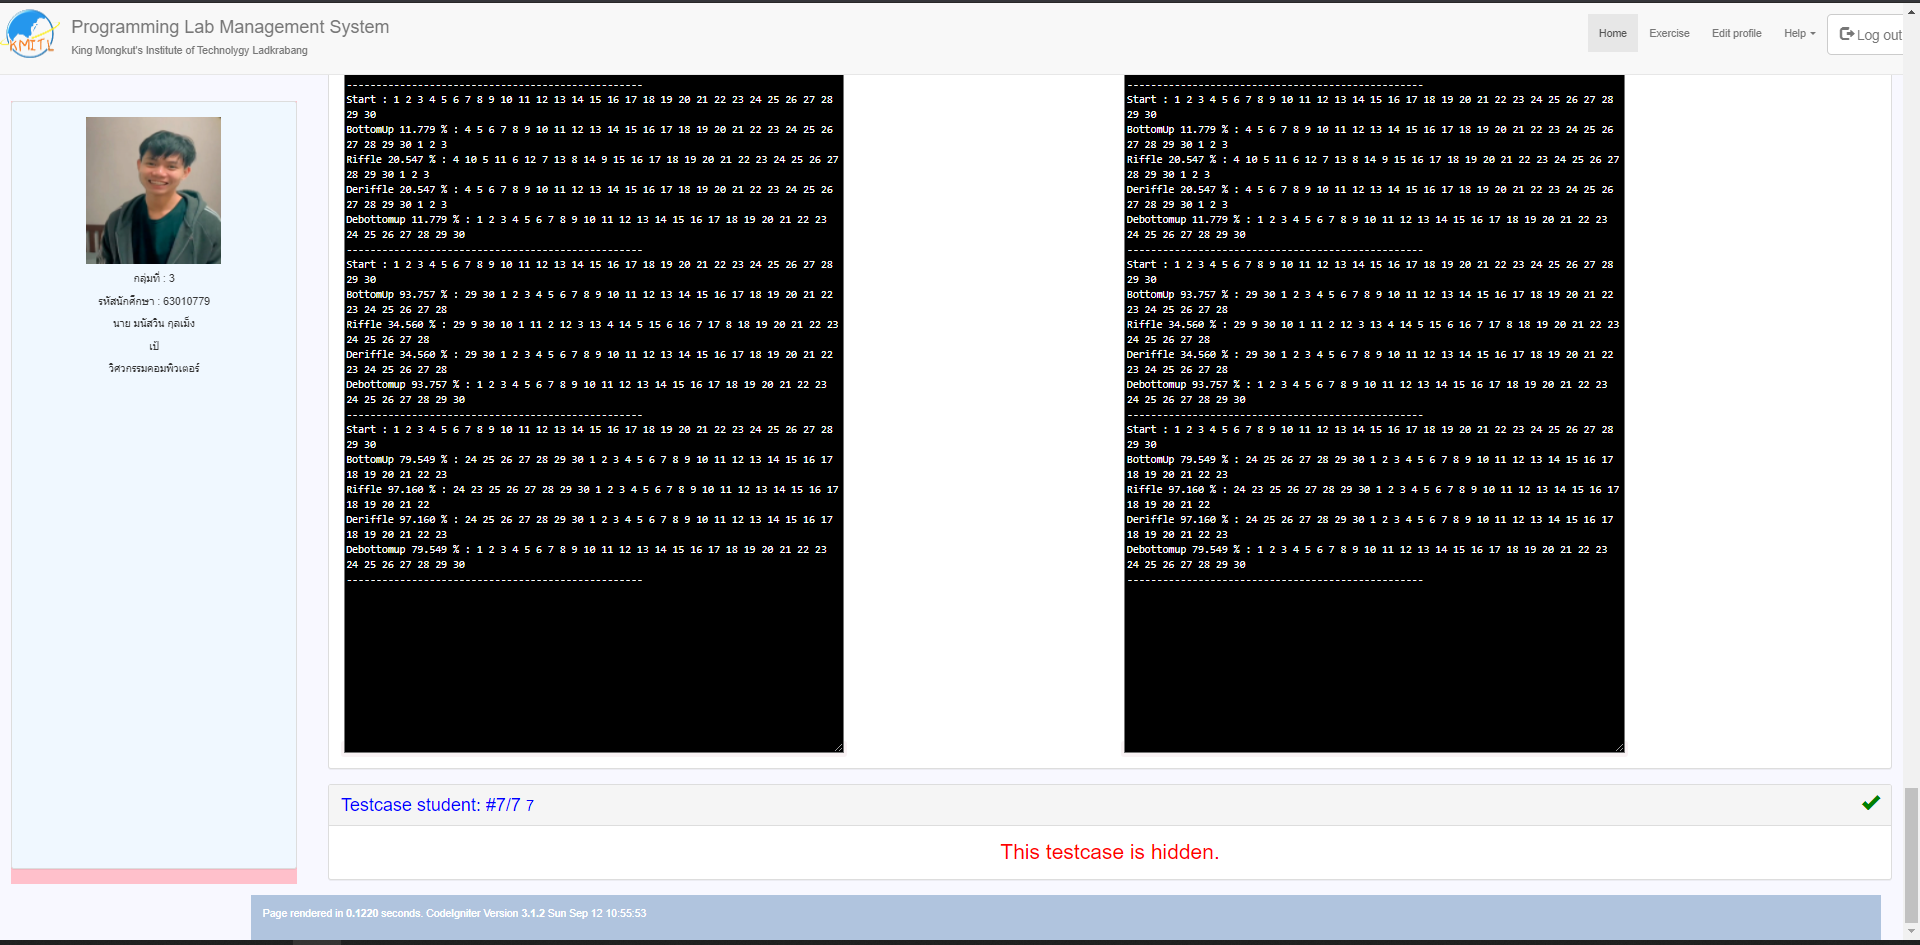 KMITL
Programming Lab Management System
King Mongkut's Institute of Technolygy Ladkrabang
Home
Exercise
Edit profile
Help
Log out
กลุ่มที่ : 3
รหัสนักศึกษา : 63010779
นาย มนัสวิน กุลเม็ง
เป้
วิศวกรรมคอมพิวเตอร์
--------------------------------------------------
Start : 1 2 3 4 5 6 7 8 9 10 11 12 13 14 15 16 17 18 19 20 21 22 23 24 25 26 27 28
29 30
BottomUp 11.779 % : 4 5 6 7 8 9 10 11 12 13 14 15 16 17 18 19 20 21 22 23 24 25 26
27 28 29 30 1 2 3
Riffle 20.547 % : 4 10 5 11 6 12 7 13 8 14 9 15 16 17 18 19 20 21 22 23 24 25 26 27
28 29 30 1 2 3
Deriffle 20.547 % : 4 5 6 7 8 9 10 11 12 13 14 15 16 17 18 19 20 21 22 23 24 25 26
27 28 29 30 1 2 3
Debottomup 11.779 % : 1 2 3 4 5 6 7 8 9 10 11 12 13 14 15 16 17 18 19 20 21 22 23
24 25 26 27 28 29 30
--------------------------------------------------
Start : 1 2 3 4 5 6 7 8 9 10 11 12 13 14 15 16 17 18 19 20 21 22 23 24 25 26 27 28
29 30
BottomUp 93.757 % : 29 30 1 2 3 4 5 6 7 8 9 10 11 12 13 14 15 16 17 18 19 20 21 22
23 24 25 26 27 28
Riffle 34.560 % : 29 9 30 10 1 11 2 12 3 13 4 14 5 15 6 16 7 17 8 18 19 20 21 22 23
24 25 26 27 28
Deriffle 34.560 % : 29 30 1 2 3 4 5 6 7 8 9 10 11 12 13 14 15 16 17 18 19 20 21 22
23 24 25 26 27 28
Debottomup 93.757 % : 1 2 3 4 5 6 7 8 9 10 11 12 13 14 15 16 17 18 19 20 21 22 23
24 25 26 27 28 29 30
--------------------------------------------------
Start : 1 2 3 4 5 6 7 8 9 10 11 12 13 14 15 16 17 18 19 20 21 22 23 24 25 26 27 28
29 30
BottomUp 79.549 % : 24 25 26 27 28 29 30 1 2 3 4 5 6 7 8 9 10 11 12 13 14 15 16 17
18 19 20 21 22 23
Riffle 97.160 % : 24 23 25 26 27 28 29 30 1 2 3 4 5 6 7 8 9 10 11 12 13 14 15 16 17
18 19 20 21 22
Deriffle 97.160 % : 24 25 26 27 28 29 30 1 2 3 4 5 6 7 8 9 10 11 12 13 14 15 16 17
18 19 20 21 22 23
Debottomup 79.549 % : 1 2 3 4 5 6 7 8 9 10 11 12 13 14 15 16 17 18 19 20 21 22 23
24 25 26 27 28 29 30
--------------------------------------------------
--------------------------------------------------
Start : 1 2 3 4 5 6 7 8 9 10 11 12 13 14 15 16 17 18 19 20 21 22 23 24 25 26 27 28
29 30
BottomUp 11.779 % : 4 5 6 7 8 9 10 11 12 13 14 15 16 17 18 19 20 21 22 23 24 25 26
27 28 29 30 1 2 3
Riffle 20.547 % : 4 10 5 11 6 12 7 13 8 14 9 15 16 17 18 19 20 21 22 23 24 25 26 27
28 29 30 1 2 3
Deriffle 20.547 % : 4 5 6 7 8 9 10 11 12 13 14 15 16 17 18 19 20 21 22 23 24 25 26
27 28 29 30 1 2 3
Debottomup 11.779 % : 1 2 3 4 5 6 7 8 9 10 11 12 13 14 15 16 17 18 19 20 21 22 23
24 25 26 27 28 29 30
--------------------------------------------------
Start : 1 2 3 4 5 6 7 8 9 10 11 12 13 14 15 16 17 18 19 20 21 22 23 24 25 26 27 28
29 30
BottomUp 93.757 % : 29 30 1 2 3 4 5 6 7 8 9 10 11 12 13 14 15 16 17 18 19 20 21 22
23 24 25 26 27 28
Riffle 34.560 % : 29 9 30 10 1 11 2 12 3 13 4 14 5 15 6 16 7 17 8 18 19 20 21 22 23
24 25 26 27 28
Deriffle 34.560 % : 29 30 1 2 3 4 5 6 7 8 9 10 11 12 13 14 15 16 17 18 19 20 21 22
23 24 25 26 27 28
Debottomup 93.757 % : 1 2 3 4 5 6 7 8 9 10 11 12 13 14 15 16 17 18 19 20 21 22 23
24 25 26 27 28 29 30
--------------------------------------------------
Start : 1 2 3 4 5 6 7 8 9 10 11 12 13 14 15 16 17 18 19 20 21 22 23 24 25 26 27 28
29 30
BottomUp 79.549 % : 24 25 26 27 28 29 30 1 2 3 4 5 6 7 8 9 10 11 12 13 14 15 16 17
18 19 20 21 22 23
Riffle 97.160 % : 24 23 25 26 27 28 29 30 1 2 3 4 5 6 7 8 9 10 11 12 13 14 15 16 17
18 19 20 21 22
Deriffle 97.160 % : 24 25 26 27 28 29 30 1 2 3 4 5 6 7 8 9 10 11 12 13 14 15 16 17
18 19 20 21 22 23
Debottomup 79.549 % : 1 2 3 4 5 6 7 8 9 10 11 12 13 14 15 16 17 18 19 20 21 22 23
24 25 26 27 28 29 30
--------------------------------------------------
Testcase student: #7/7 7
This testcase is hidden.
Page rendered in 0.1220 seconds. CodeIgniter Version 3.1.2 Sun Sep 12 10:55:53